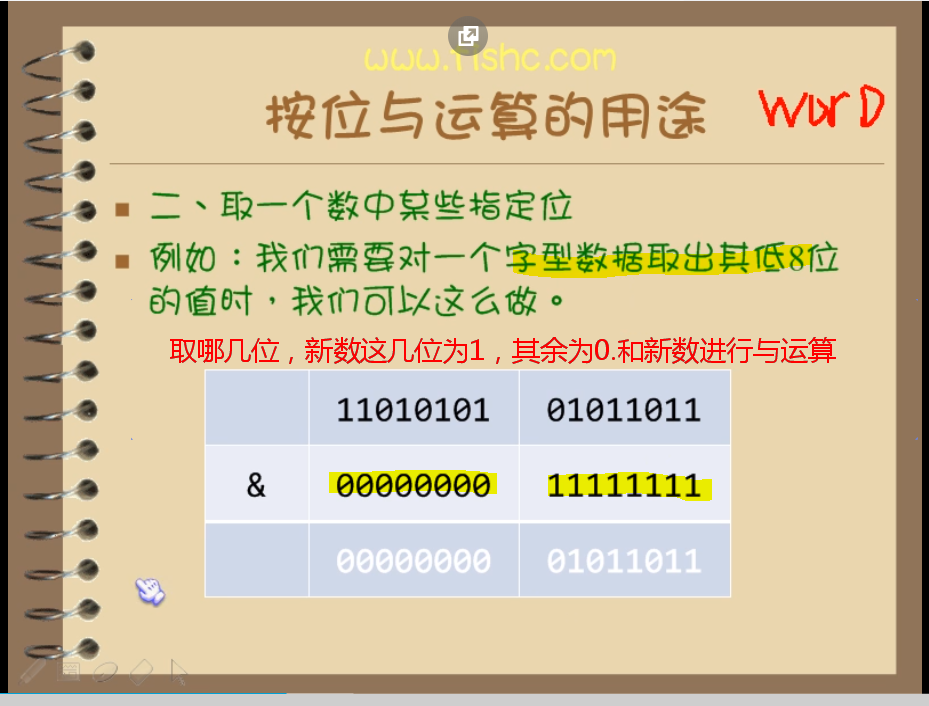 按位与运算的用途
WorD
二、取一个数中某些指定位
例如：我们需要对一个字型数据取出其低8位
的值时，我们可以这么做。
取哪几位，新数这几位为1，其余为0.和新数进行与运算
11010101 01011011
& 00000000 11111111
00000000 01011011